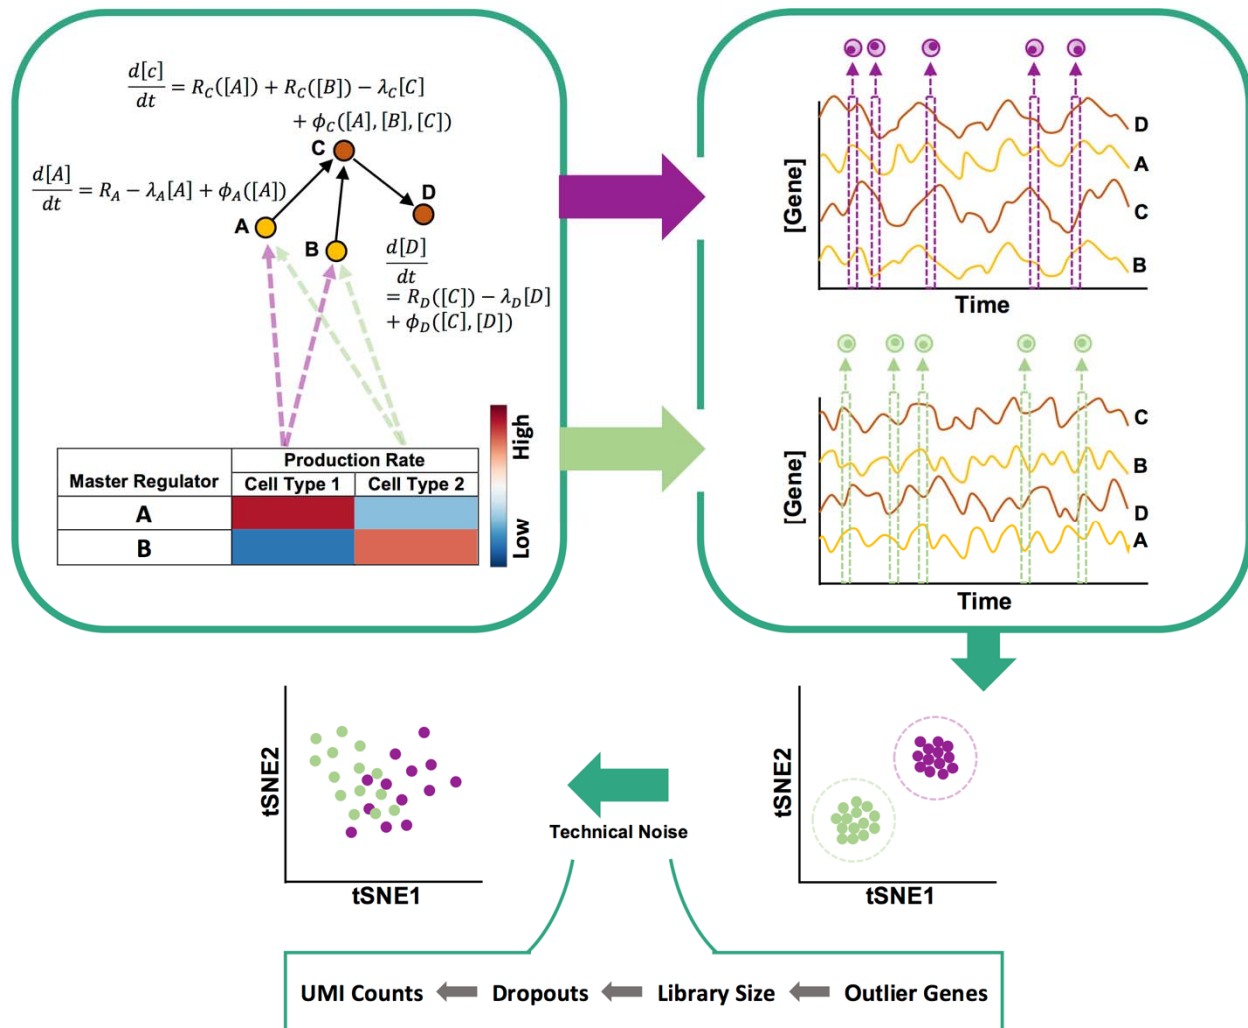 d[c]/dt = R_C([A]) + R_C([B]) − λ_C[C]
+ ϕ_C([A], [B], [C])
C
d[A]/dt = R_A − λ_A[A] + ϕ_A([A])
D
A
B
d[D]/dt
= R_D([C]) − λ_D[D]
+ ϕ_D([C], [D])
High
Low
Master Regulator
Production Rate
Cell Type 1
Cell Type 2
A
B
[Gene]
D
A
C
B
Time
[Gene]
C
B
D
A
Time
tSNE2
tSNE1
Technical Noise
tSNE2
tSNE1
UMI Counts
Dropouts
Library Size
Outlier Genes